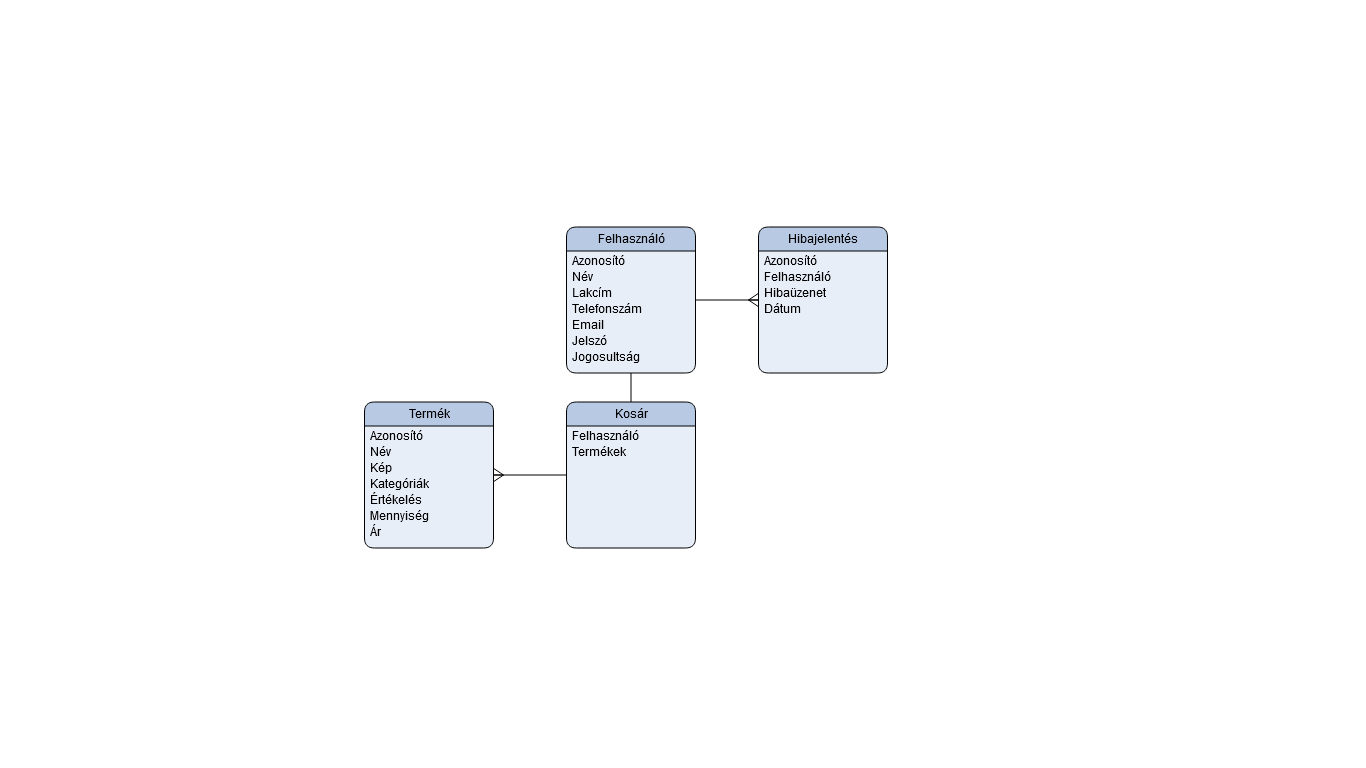 Felhasználó
Azonosító
Név
Lakcím
Telefonszám
Email
Jelszó
Jogosultság
Hibajelentés
Azonosító
Felhasználó
Hibaüzenet
Dátum
Termék
Azonosító
Név
Kép
Kategóriák
Értékelés
Mennyiség
Ár
Kosár
Felhasználó
Termékek